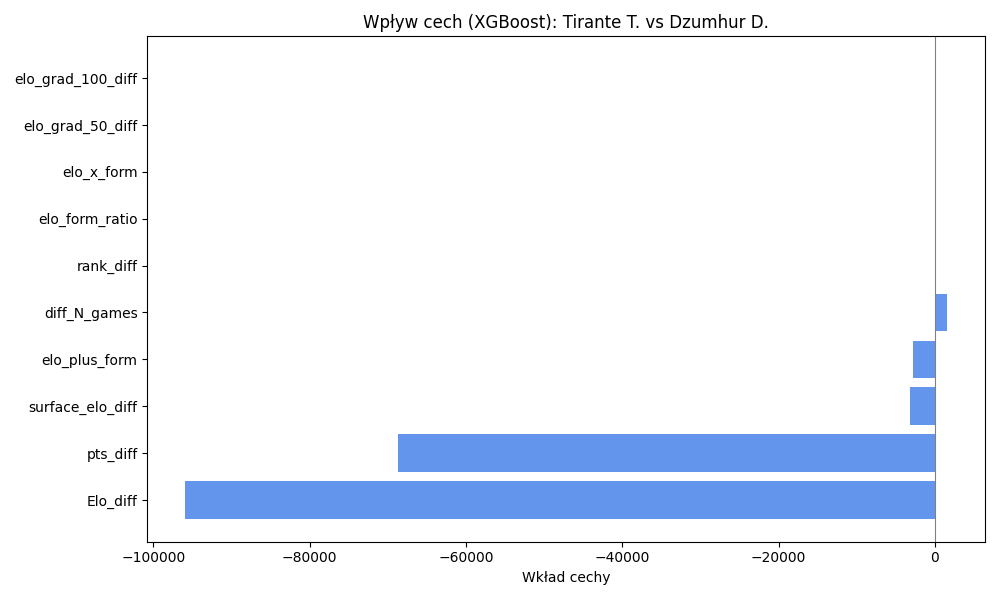 Wpływ cech (XGBoost): Tirante T. vs Dzumhur D.
elo_grad_100_diff
elo_grad_50_diff
elo_x_form
elo_form_ratio
rank_diff
diff_N_games
elo_plus_form
surface_elo_diff
pts_diff
Elo_diff
−100000 −80000 −60000 −40000 −20000 0
Wkład cechy